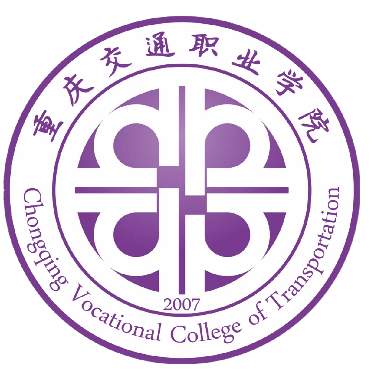 重庆交通职业学院
2007
Chongqing Vocational College of Transportation